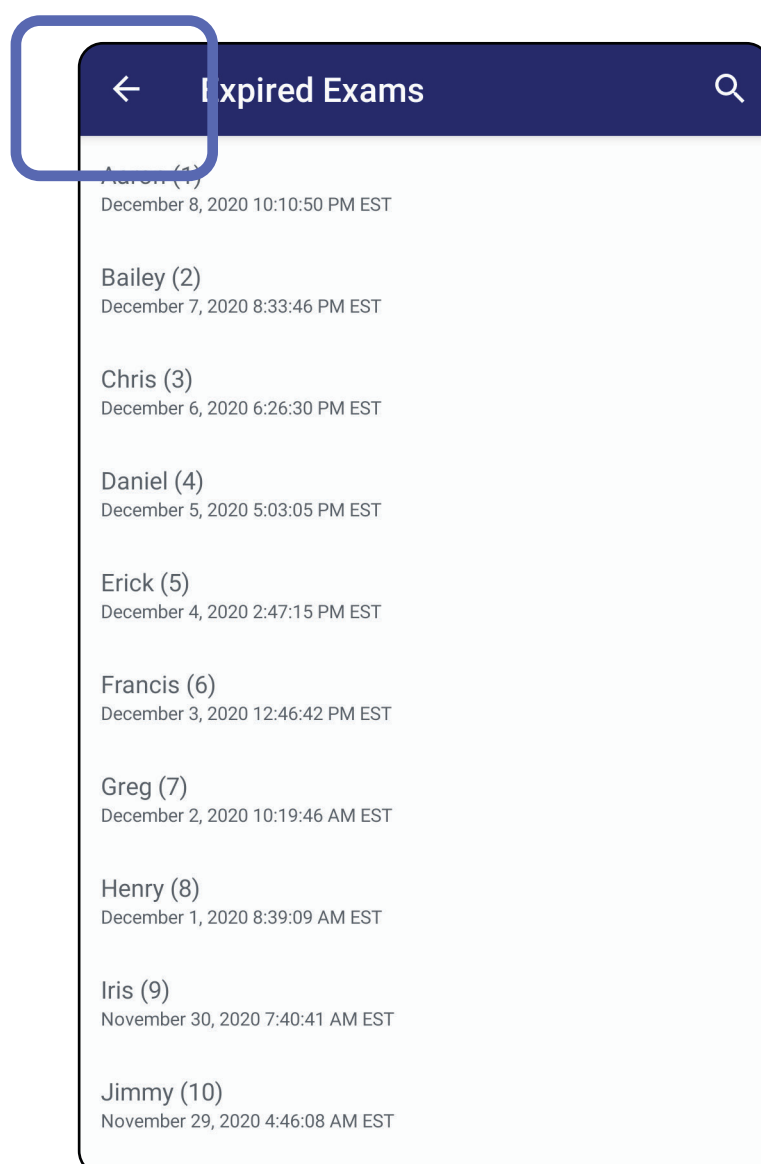 Expired Exams
Aaron (1)
December 8, 2020 10:10:50 PM EST
Bailey (2)
December 7, 2020 8:33:46 PM EST
Chris (3)
December 6, 2020 6:26:30 PM EST
Daniel (4)
December 5, 2020 5:03:05 PM EST
Erick (5)
December 4, 2020 2:47:15 PM EST
Francis (6)
December 3, 2020 12:46:42 PM EST
Greg (7)
December 2, 2020 10:19:46 AM EST
Henry (8)
December 1, 2020 8:39:09 AM EST
Iris (9)
November 30, 2020 7:40:41 AM EST
Jimmy (10)
November 29, 2020 4:46:08 AM EST